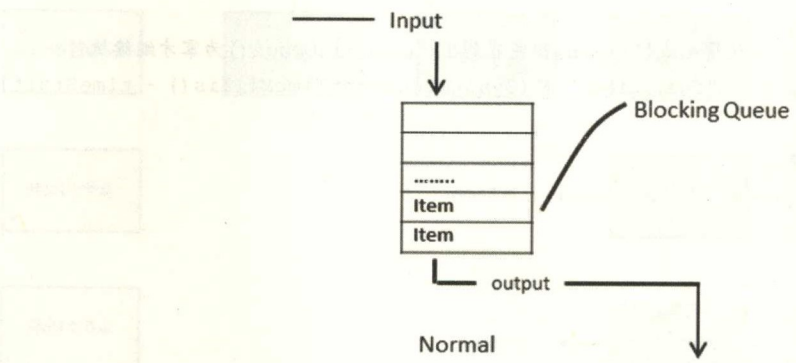 Input
Blocking Queue
........
Item
Item
output
Normal